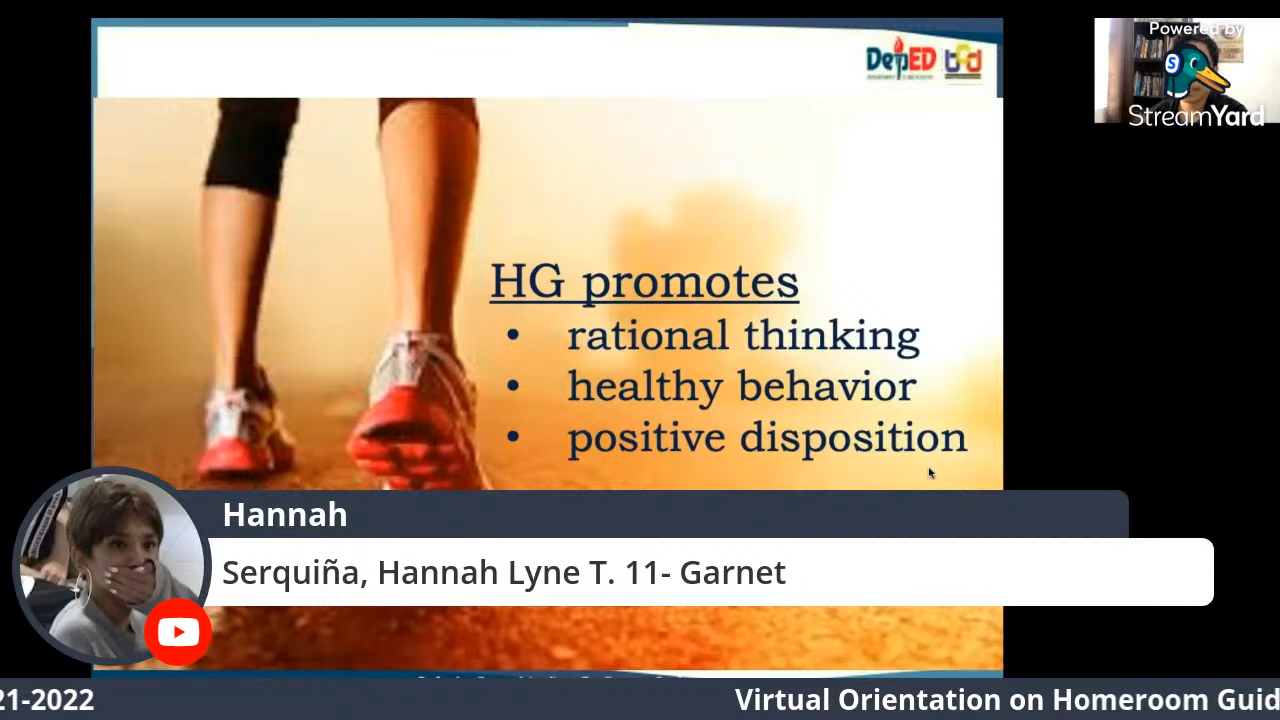 Powered by
StreamYard
DepED
HG promotes
• rational thinking
• healthy behavior
• positive disposition
Hannah
Serquiña, Hannah Lyne T. 11- Garnet
21-2022
Virtual Orientation on Homeroom Guid